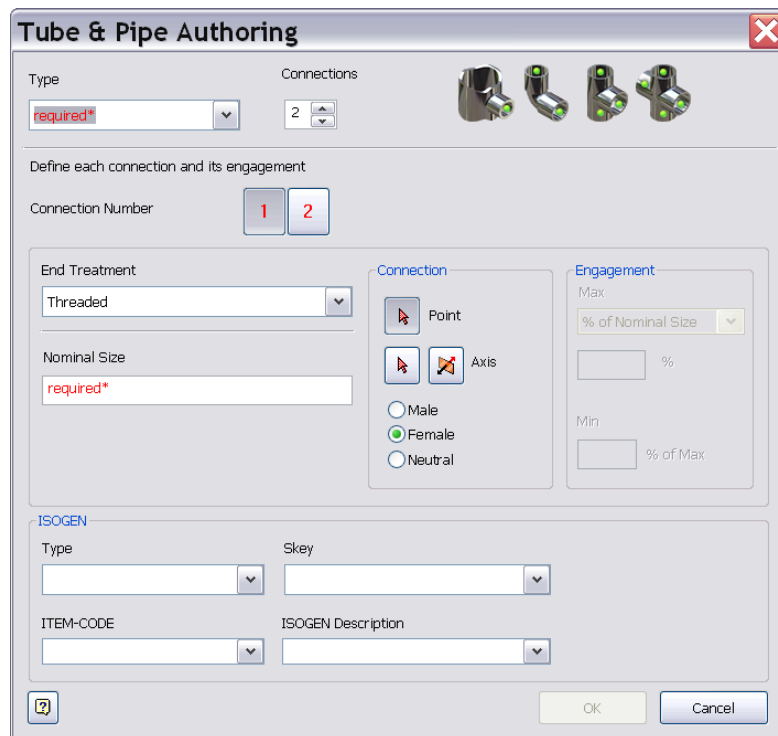 Tube & Pipe Authoring
Type
Connections
required*
2
Define each connection and its engagement
Connection Number
1
2
End Treatment
Threaded
Nominal Size
required*
Connection
Point
Axis
Male
Female
Neutral
Engagement
Max
% of Nominal Size
%
Min
% of Max
ISOGEN
Type
Skey
ITEM-CODE
ISOGEN Description
?
OK
Cancel